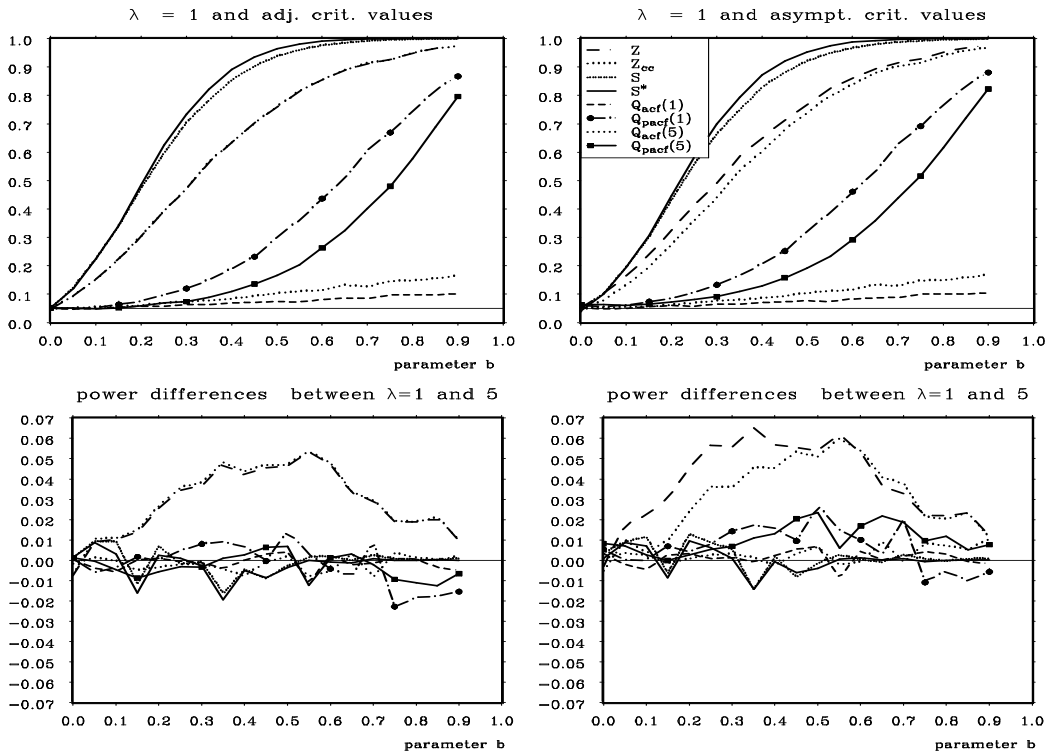 λ = 1 and adj. crit. values
1.0
0.9
0.8
0.7
0.6
0.5
0.4
0.3
0.2
0.1
0.0
0.0 0.1 0.2 0.3 0.4 0.5 0.6 0.7 0.8 0.9 1.0
parameter b
λ = 1 and asympt. crit. values
1.0
0.9
0.8
0.7
0.6
0.5
0.4
0.3
0.2
0.1
0.0
Z
Zcc
S
S*
Qacf(1)
Qpacf(1)
Qacf(5)
Qpacf(5)
0.0 0.1 0.2 0.3 0.4 0.5 0.6 0.7 0.8 0.9 1.0
parameter b
power differences between λ=1 and 5
0.07
0.06
0.05
0.04
0.03
0.02
0.01
0.00
−0.01
−0.02
−0.03
−0.04
−0.05
−0.06
−0.07
0.0 0.1 0.2 0.3 0.4 0.5 0.6 0.7 0.8 0.9 1.0
parameter b
power differences between λ=1 and 5
0.07
0.06
0.05
0.04
0.03
0.02
0.01
0.00
−0.01
−0.02
−0.03
−0.04
−0.05
−0.06
−0.07
0.0 0.1 0.2 0.3 0.4 0.5 0.6 0.7 0.8 0.9 1.0
parameter b